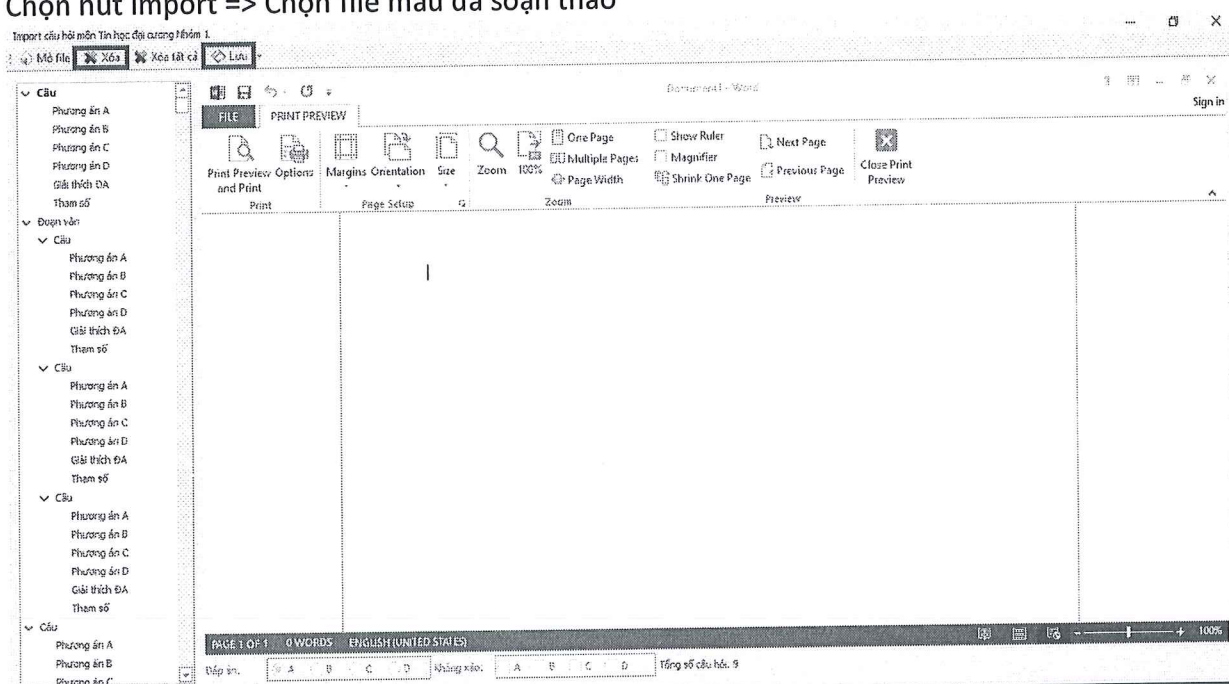 Chọn nút Import => Chọn file mẫu đã soạn thảo
Import câu hỏi môn Tin học đại cương Nhóm 1.
Mở file Xóa Xóa tất cả Lưu
Câu
Phương án A
Phương án B
Phương án C
Phương án D
Giải thích ĐA
Tham số
Đoạn văn
Câu
Phương án A
Phương án B
Phương án C
Phương án D
Giải thích ĐA
Tham số
Câu
Phương án A
Phương án B
Phương án C
Phương án D
Giải thích ĐA
Tham số
Câu
Phương án A
Phương án B
Phương án C
Phương án D
Giải thích ĐA
Tham số
Câu
Phương án A
Phương án B
Phương án C
Document1 - Word
Sign in
FILE PRINT PREVIEW
Print Preview and Print
Options
Print
Margins
Orientation
Size
Page Setup
Zoom
100%
One Page
Multiple Pages
Page Width
Zoom
Show Ruler
Magnifier
Shrink One Page
Next Page
Previous Page
Close Print Preview
Preview
PAGE 1 OF 1 0 WORDS ENGLISH (UNITED STATES)
100%
Đáp án. A B C D Không xáo. A B C D Tổng số câu hỏi. 9